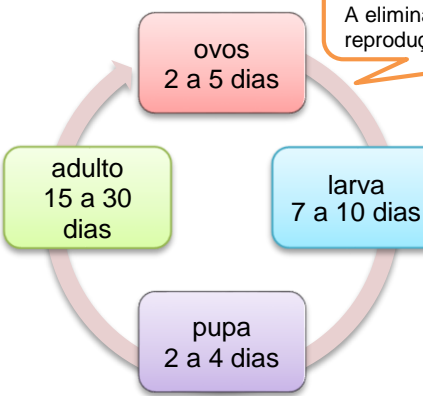 A elimina
reproduç
ovos
2 a 5 dias
larva
7 a 10 dias
pupa
2 a 4 dias
adulto
15 a 30
dias